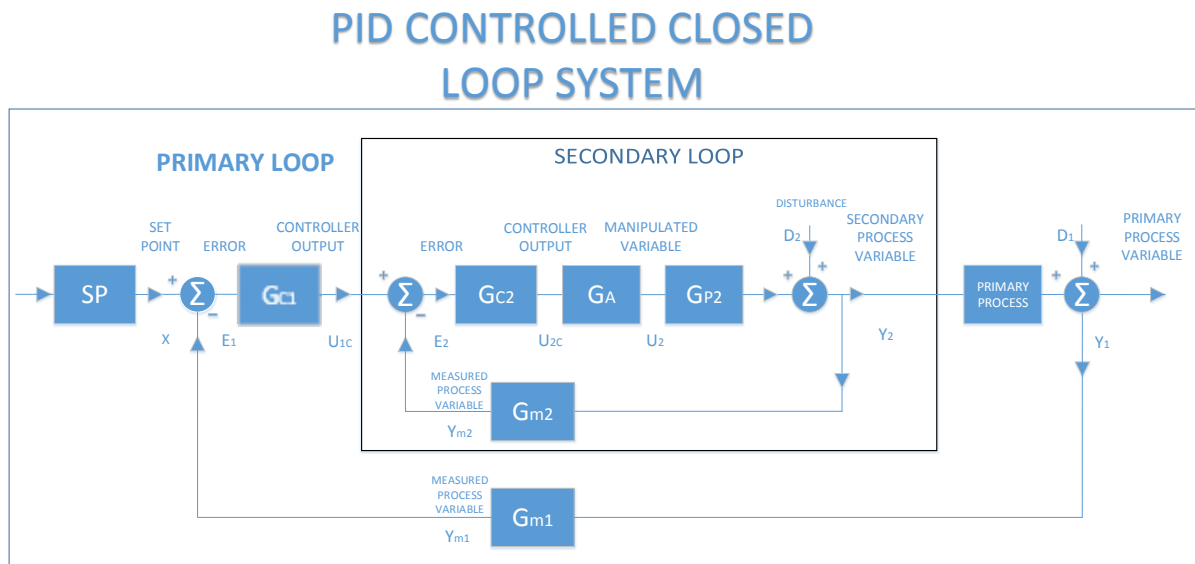 PID CONTROLLED CLOSED
LOOP SYSTEM
PRIMARY LOOP
SECONDARY LOOP
SET
POINT
ERROR
CONTROLLER
OUTPUT
ERROR
CONTROLLER
OUTPUT
MANIPULATED
VARIABLE
DISTURBANCE
D2
SECONDARY
PROCESS
VARIABLE
D1
PRIMARY
PROCESS
VARIABLE
SP
+
Σ
−
GC1
+
Σ
−
GC2
GA
GP2
+
+
Σ
PRIMARY
PROCESS
+
+
Σ
X
E1
U1C
E2
U2C
U2
Y2
Y1
MEASURED
PROCESS
VARIABLE
Ym2
Gm2
MEASURED
PROCESS
VARIABLE
Ym1
Gm1